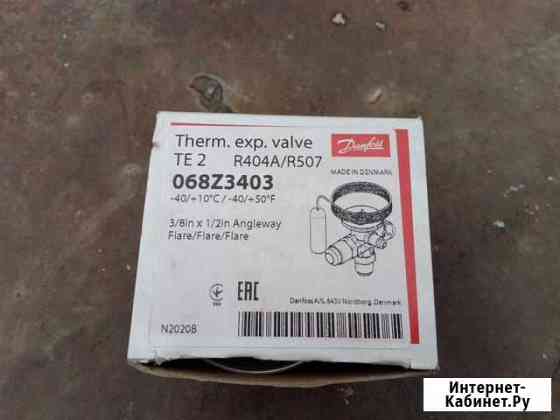 Therm. exp. valve
TE 2 R404A/R507
068Z3403
-40/+10°C / -40/+50°F
3/8in x 1/2in Angleway
Flare/Flare/Flare
Danfoss
MADE IN DENMARK
EAC
Danfoss A/S, 6430 Nordborg, Denmark
N20208
Интернет-
Кабинет.Ру